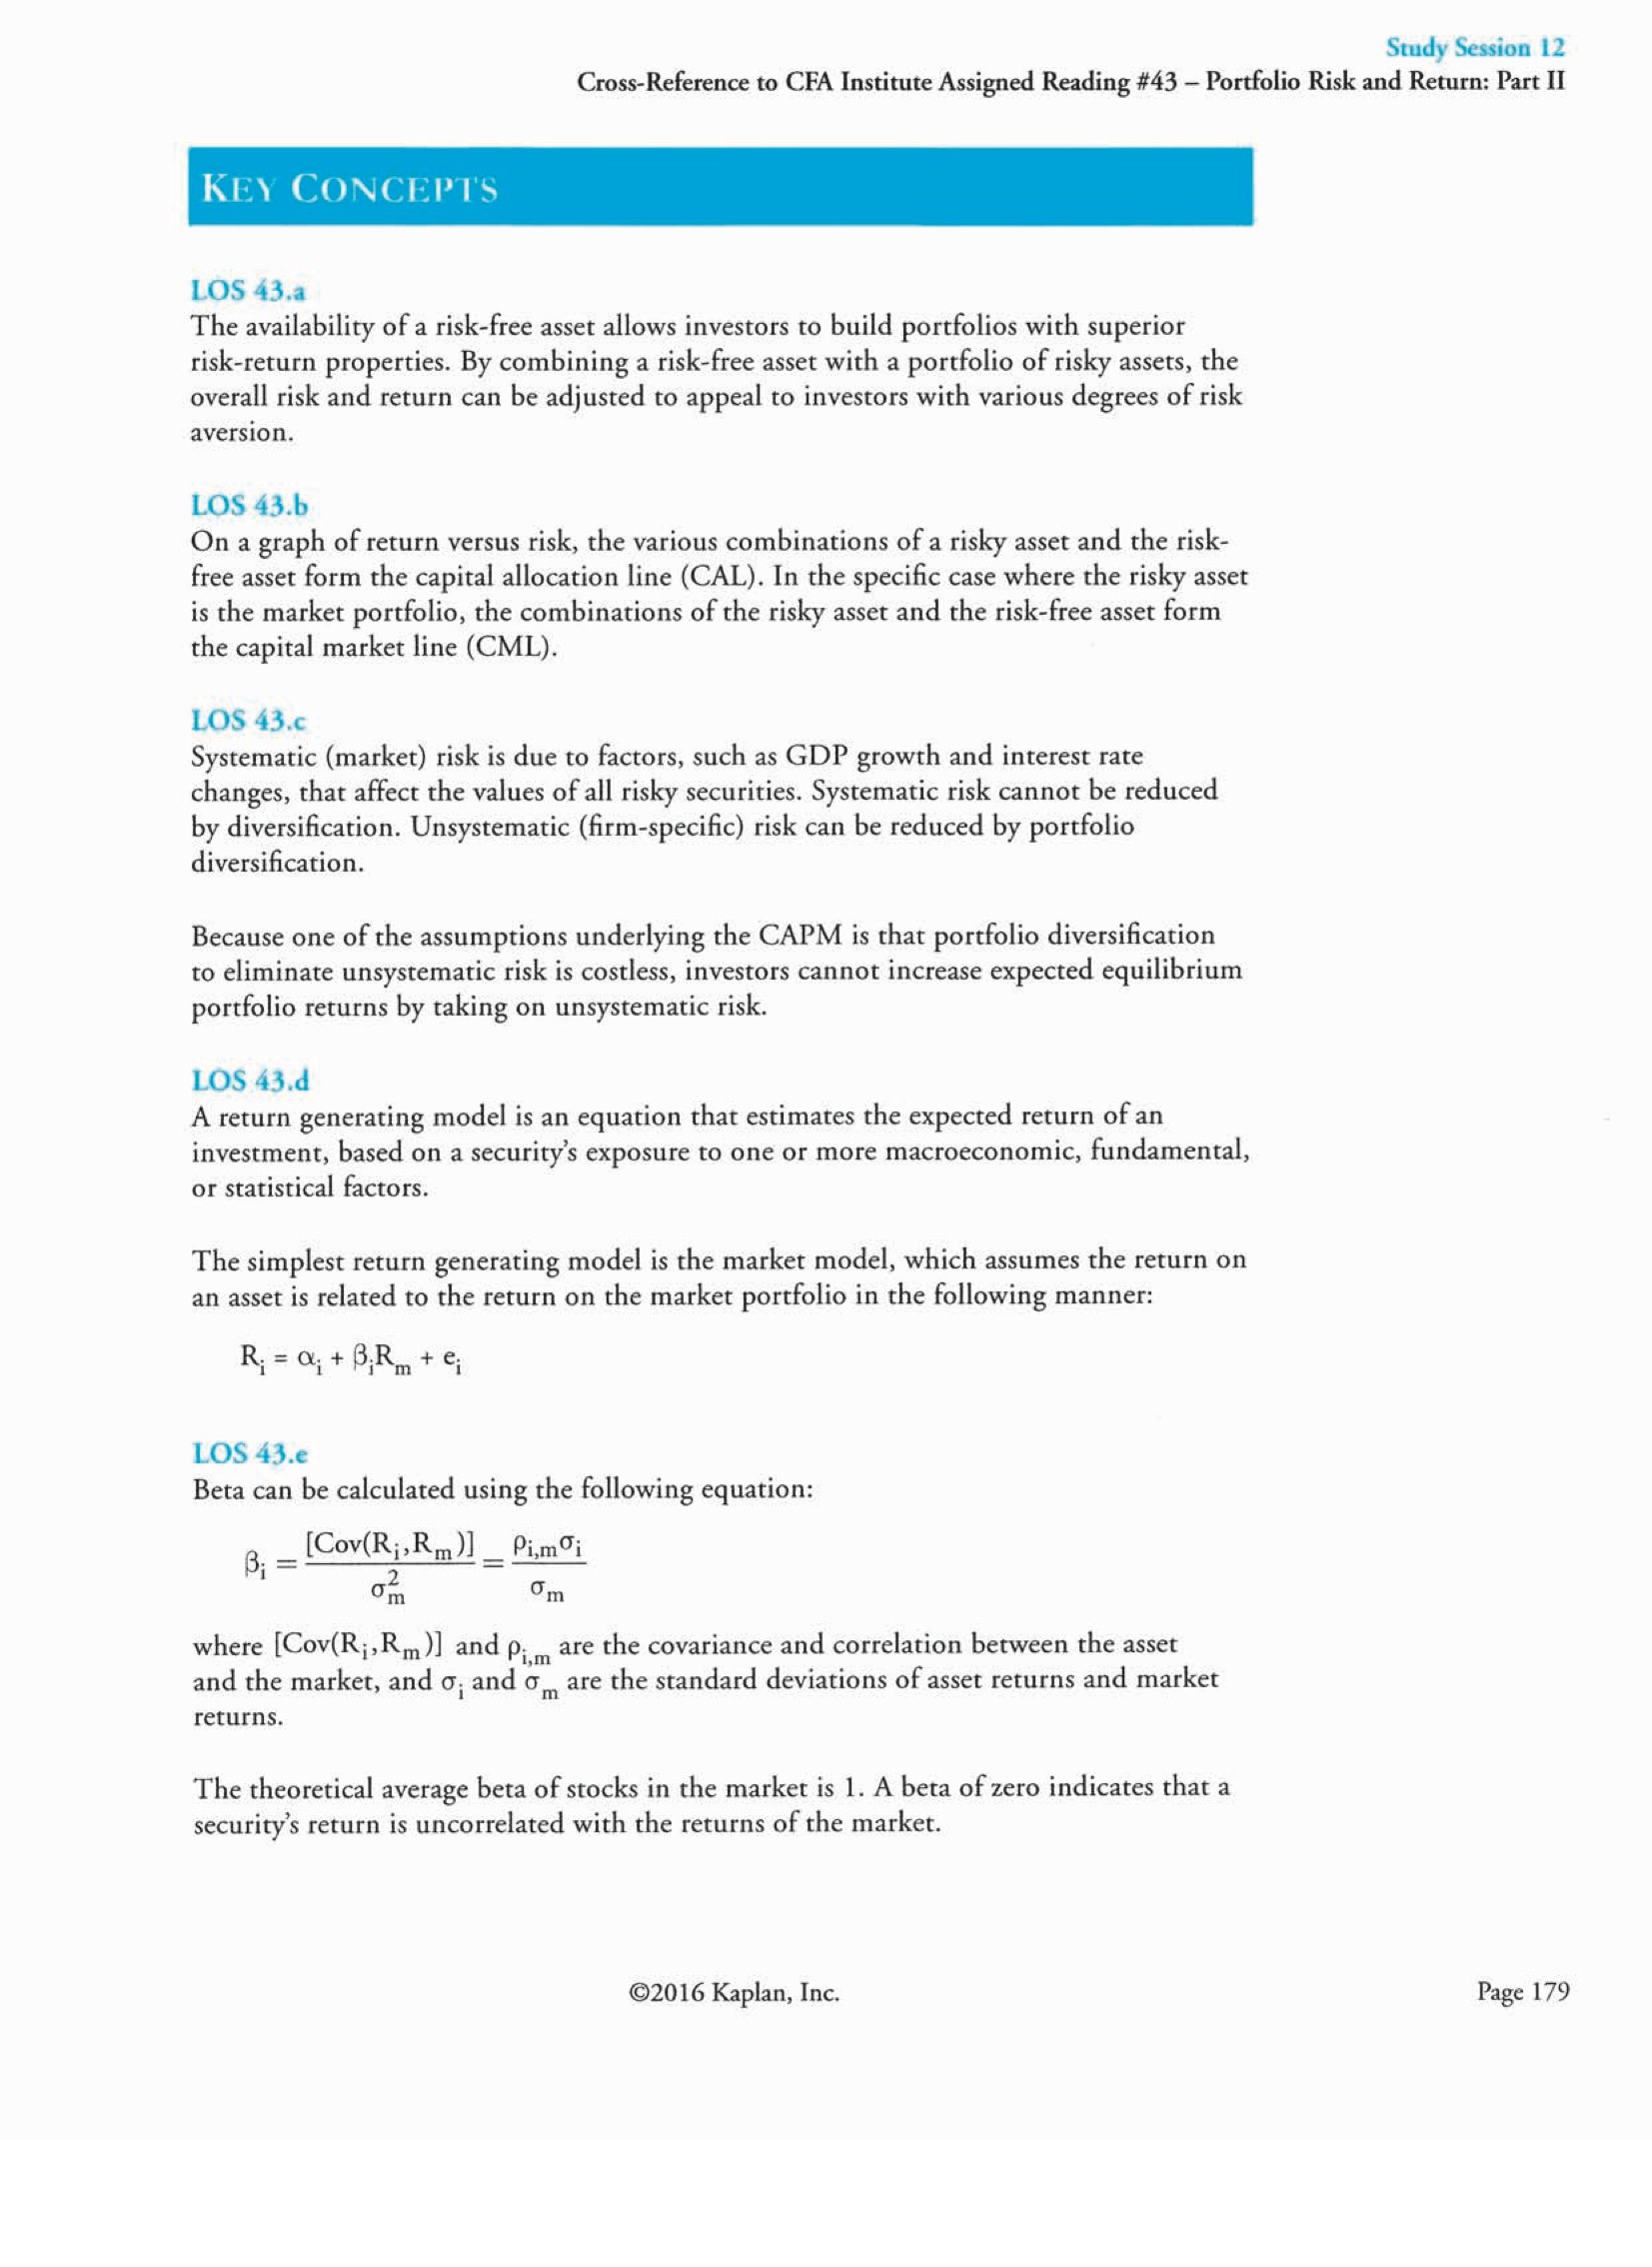 Study Session 12
Cross-Reference to CFA Institute Assigned Reading #43 – Portfolio Risk and Return: Part II
KEY CONCEPTS
LOS 43.a
The availability of a risk-free asset allows investors to build portfolios with superior
risk-return properties. By combining a risk-free asset with a portfolio of risky assets, the
overall risk and return can be adjusted to appeal to investors with various degrees of risk
aversion.
LOS 43.b
On a graph of return versus risk, the various combinations of a risky asset and the risk-
free asset form the capital allocation line (CAL). In the specific case where the risky asset
is the market portfolio, the combinations of the risky asset and the risk-free asset form
the capital market line (CML).
LOS 43.c
Systematic (market) risk is due to factors, such as GDP growth and interest rate
changes, that affect the values of all risky securities. Systematic risk cannot be reduced
by diversification. Unsystematic (firm-specific) risk can be reduced by portfolio
diversification.
Because one of the assumptions underlying the CAPM is that portfolio diversification
to eliminate unsystematic risk is costless, investors cannot increase expected equilibrium
portfolio returns by taking on unsystematic risk.
LOS 43.d
A return generating model is an equation that estimates the expected return of an
investment, based on a security's exposure to one or more macroeconomic, fundamental,
or statistical factors.
The simplest return generating model is the market model, which assumes the return on
an asset is related to the return on the market portfolio in the following manner:
R_i = α_i + β_i R_m + e_i
LOS 43.e
Beta can be calculated using the following equation:
β_i = [Cov(R_i,R_m)] / σ_m^2 = ρ_i,m σ_i / σ_m
where [Cov(R_i,R_m)] and ρ_i,m are the covariance and correlation between the asset
and the market, and σ_i and σ_m are the standard deviations of asset returns and market
returns.
The theoretical average beta of stocks in the market is 1. A beta of zero indicates that a
security's return is uncorrelated with the returns of the market.
©2016 Kaplan, Inc.
Page 179